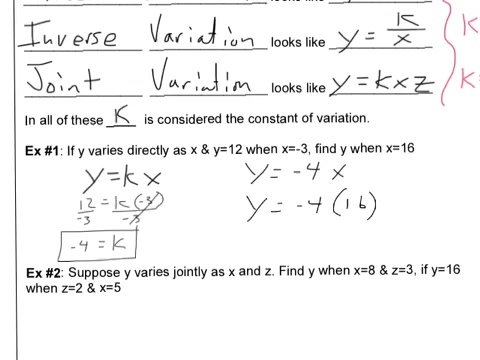 looks like
Inverse Variation looks like y = K/x
K
Joint Variation looks like y = kxz
K=
In all of these K is considered the constant of variation.
Ex #1: If y varies directly as x & y=12 when x=-3, find y when x=16
y=kx
12/-3 = k(-3)/-3
-4 = K
y = -4x
y = -4(16)
Ex #2: Suppose y varies jointly as x and z. Find y when x=8 & z=3, if y=16
when z=2 & x=5